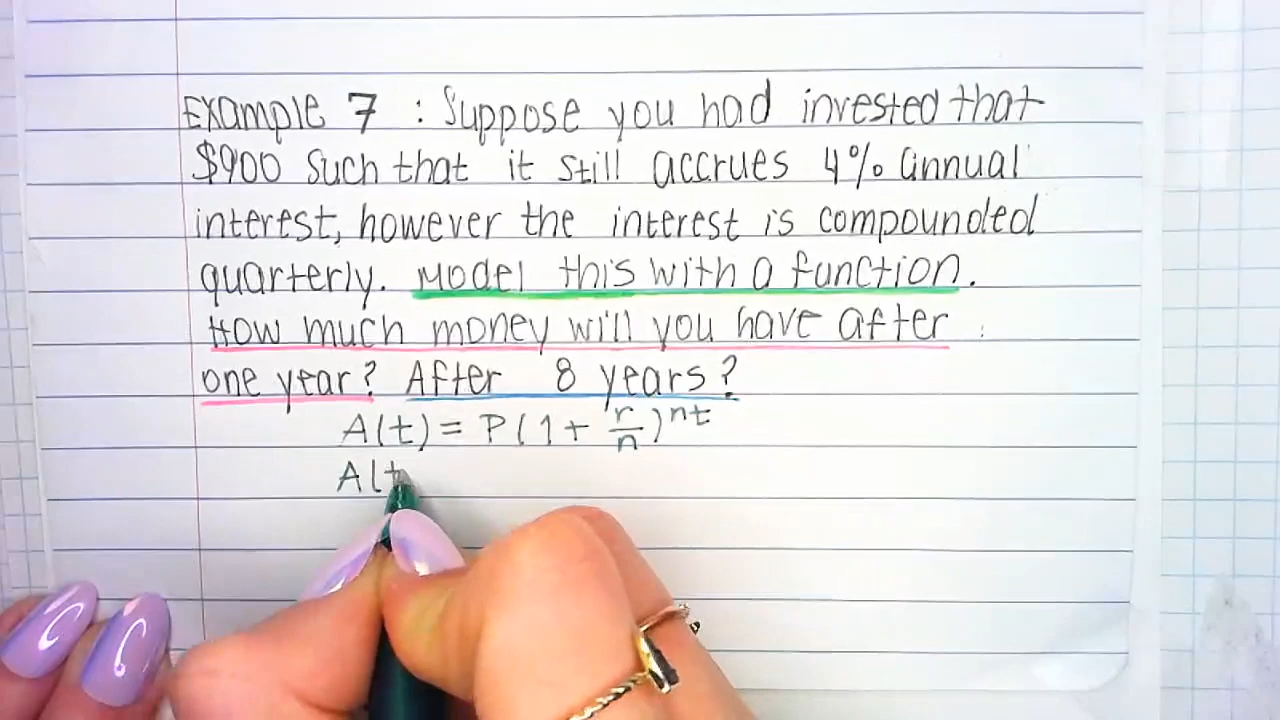 Example 7 : Suppose you had invested that
$900 such that it still accrues 4% annual
interest, however the interest is compounded
quarterly. Model this with a function.
How much money will you have after
one year? After 8 years?
A(t) = P(1 + r/n)^nt
A(t